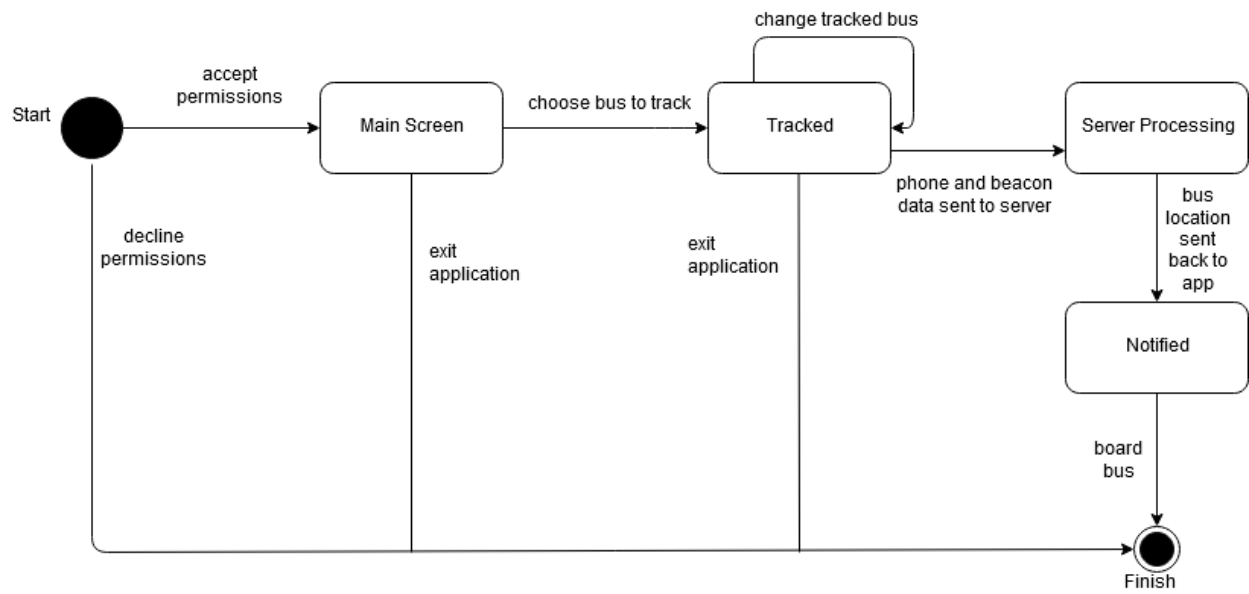 change tracked bus
accept
permissions
Start
Main Screen
choose bus to track
Tracked
Server Processing
phone and beacon
data sent to server
bus
location
sent
back to
app
decline
permissions
exit
application
exit
application
Notified
board
bus
Finish